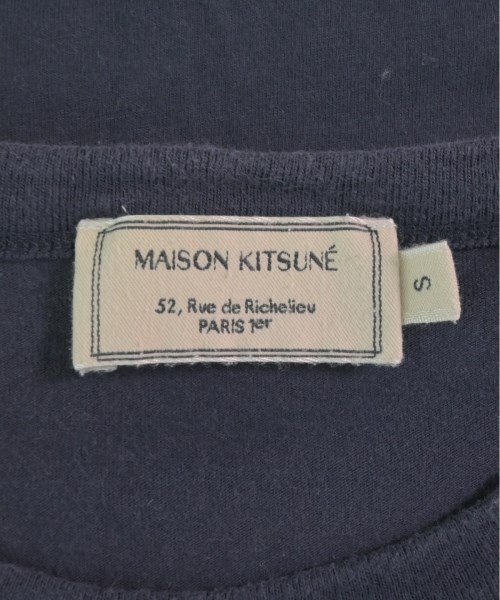 MAISON KITSUNÉ
52, Rue de Richelieu
PARIS 1er
S